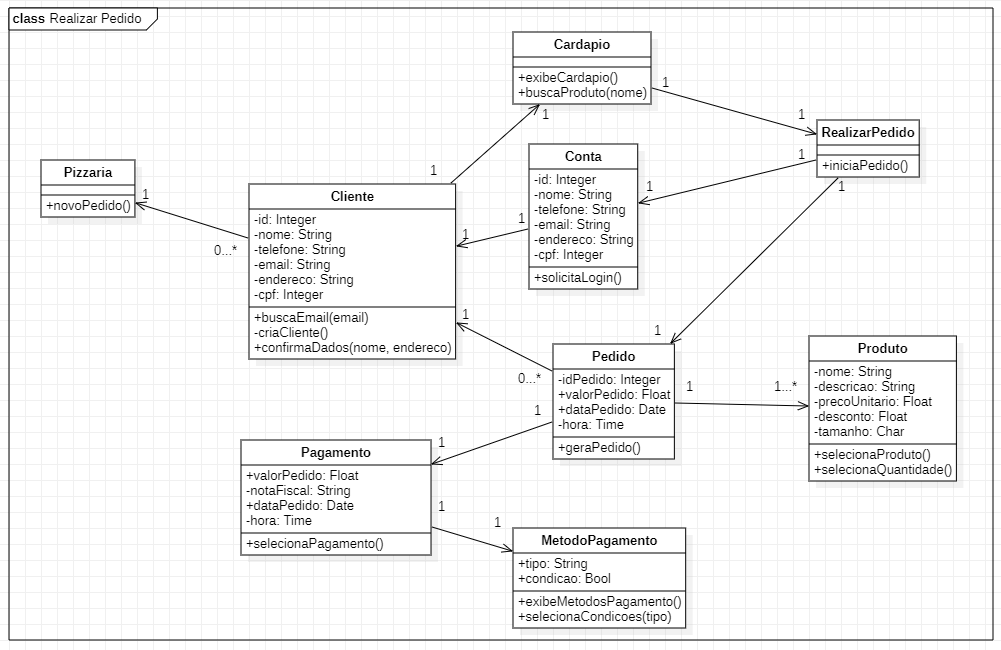 class Realizar Pedido
Cardapio
+exibeCardapio()
+buscaProduto(nome)
1
1
1
1
RealizarPedido
+iniciaPedido()
1
1
1
Conta
-id: Integer
-nome: String
-telefone: String
-email: String
-endereco: String
-cpf: Integer
+solicitaLogin()
1
1
Pizzaria
+novoPedido()
1
0...*
Cliente
-id: Integer
-nome: String
-telefone: String
-email: String
-endereco: String
-cpf: Integer
+buscaEmail(email)
-criaCliente()
+confirmaDados(nome, endereco)
1
0...*
1
Pedido
-idPedido: Integer
+valorPedido: Float
+dataPedido: Date
-hora: Time
+geraPedido()
1
1...*
Produto
-nome: String
-descricao: String
-precoUnitario: Float
-desconto: Float
-tamanho: Char
+selecionaProduto()
+selecionaQuantidade()
1
1
Pagamento
+valorPedido: Float
-notaFiscal: String
+dataPedido: Date
-hora: Time
+selecionaPagamento()
1
1
MetodoPagamento
+tipo: String
+condicao: Bool
+exibeMetodosPagamento()
+selecionaCondicoes(tipo)